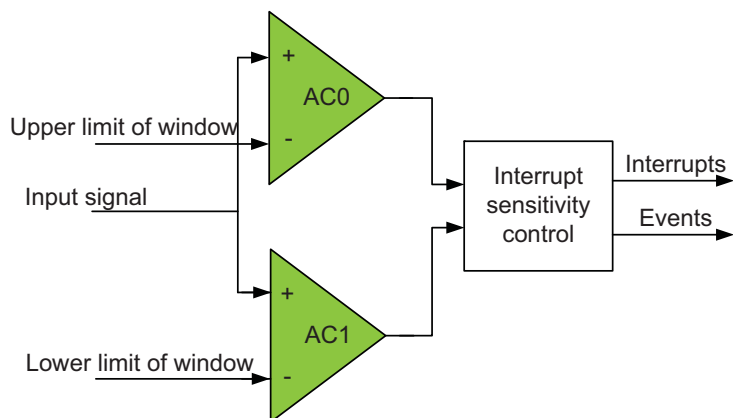 +
AC0
-
Upper limit of window
Input signal
+
AC1
-
Lower limit of window
Interrupt
sensitivity
control
Interrupts
Events